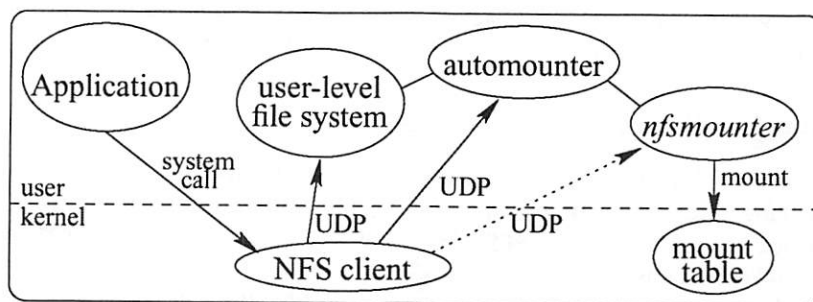 Application
user-level
file system
automounter
nfsmounter
system
call
UDP
UDP
UDP
mount
user
kernel
NFS client
mount
table